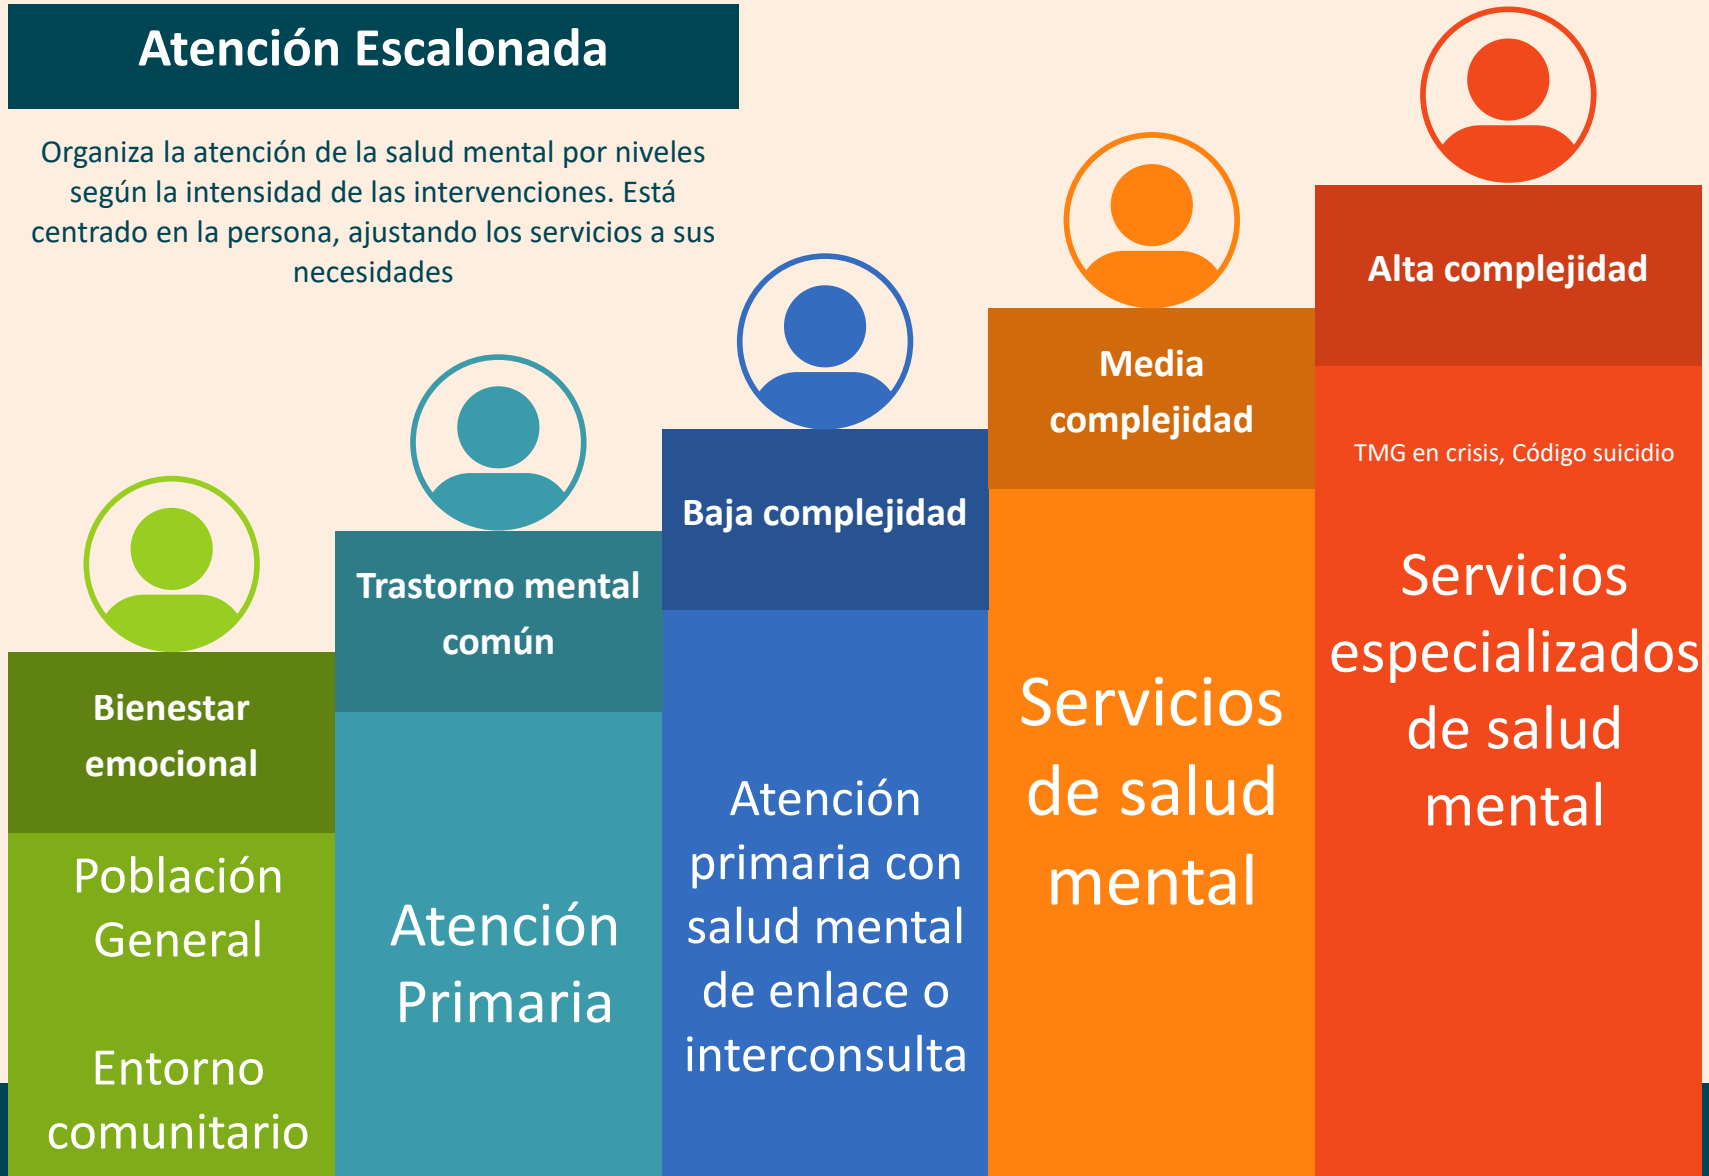 Atención Escalonada
Organiza la atención de la salud mental por niveles
según la intensidad de las intervenciones. Está
centrado en la persona, ajustando los servicios a sus
necesidades
Bienestar
emocional
Población
General
Entorno
comunitario
Trastorno mental
común
Atención
Primaria
Baja complejidad
Atención
primaria con
salud mental
de enlace o
interconsulta
Media
complejidad
Servicios
de salud
mental
Alta complejidad
TMG en crisis, Código suicidio
Servicios
especializados
de salud
mental